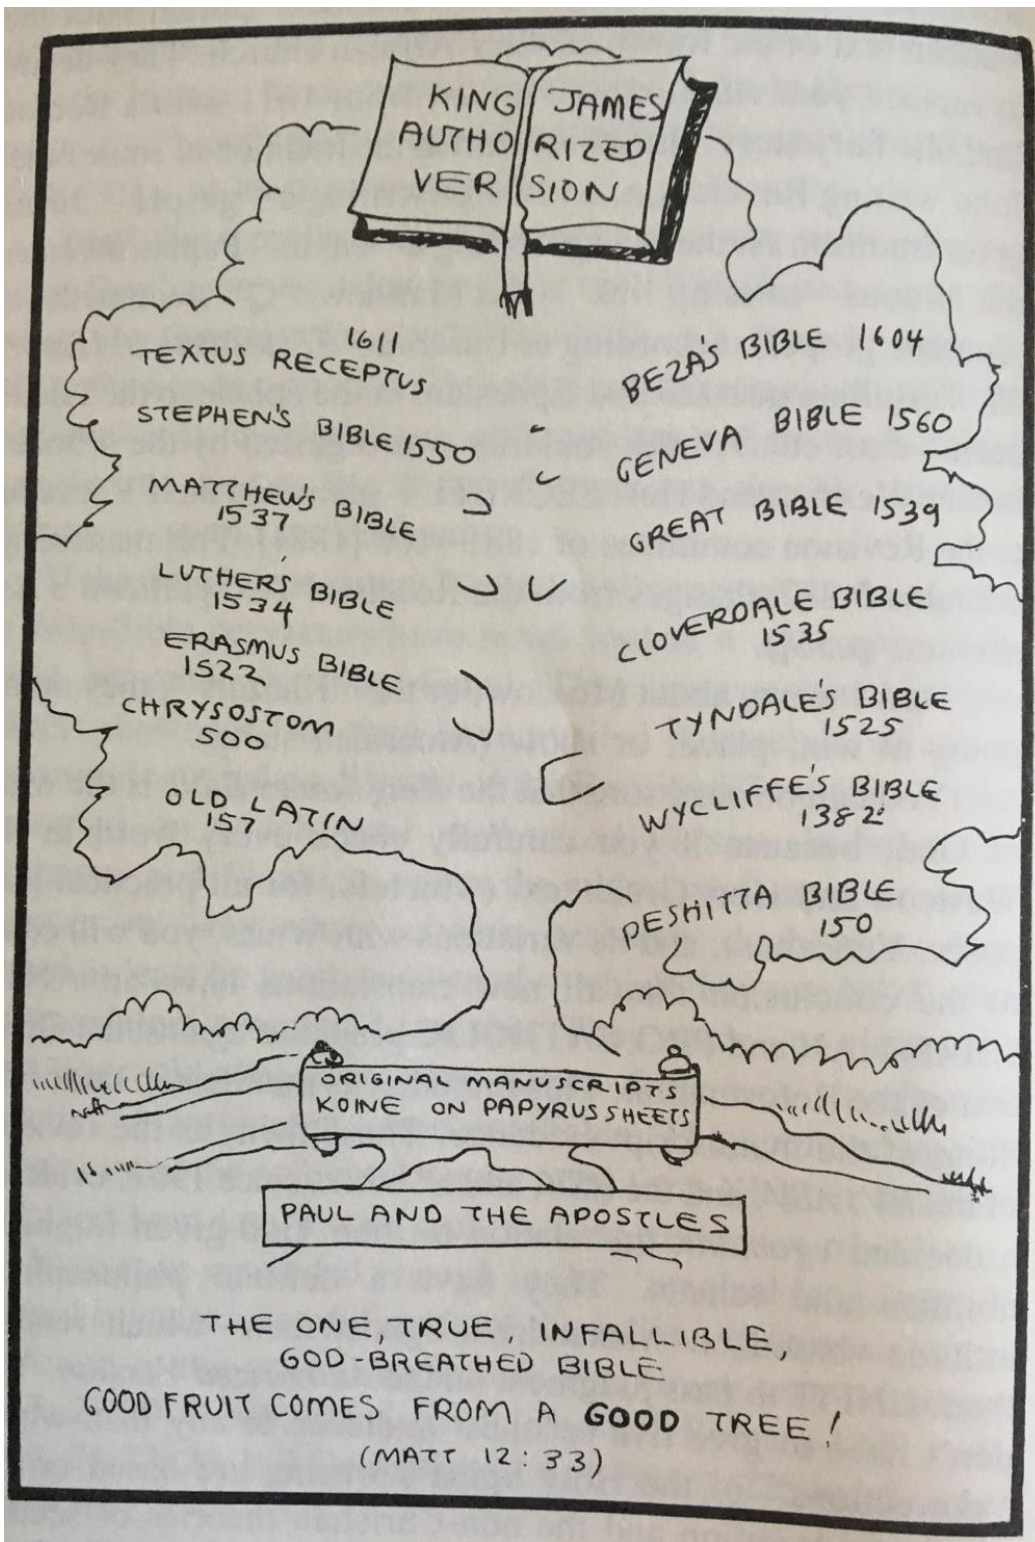 KING JAMES
AUTHORIZED
VERSION
1611
TEXTUS RECEPTUS
STEPHEN'S BIBLE 1550
MATTHEW'S BIBLE
1537
LUTHERS' BIBLE
1534
ERASMUS BIBLE
1522
CHRYSOSTOM
500
OLD LATIN
157
BEZA'S BIBLE 1604
GENEVA BIBLE 1560
GREAT BIBLE 1539
CLOVERDALE BIBLE
1535
TYNDALE'S BIBLE
1525
WYCLIFFE'S BIBLE
1382
PESHITTA BIBLE
150
ORIGINAL MANUSCRIPTS
KOINE ON PAPYRUS SHEETS
PAUL AND THE APOSTLES
THE ONE, TRUE, INFALLIBLE,
GOD-BREATHED BIBLE
GOOD FRUIT COMES FROM A GOOD TREE!
(MATT 12:33)